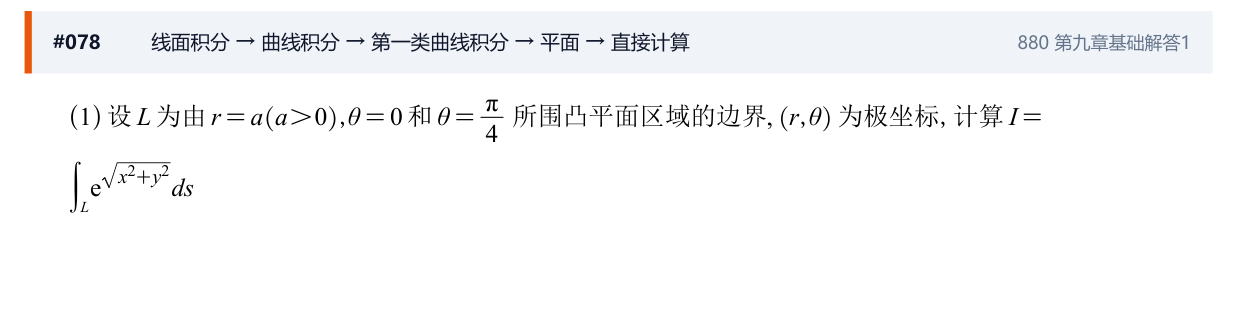 #078 线面积分 → 曲线积分 → 第一类曲线积分 → 平面 → 直接计算 880 第九章基础解答1
(1) 设 L 为由 r=a(a>0),θ=0 和 θ=π/4 所围凸平面区域的边界, (r,θ) 为极坐标, 计算 I=
∫_L e^{√(x²+y²)} ds